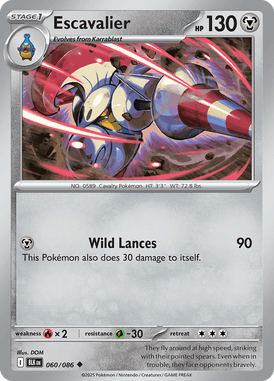 STAGE 1
Escavalier
HP 130
Evolves from Karrablast
NO. 0589 Cavalry Pokémon HT: 3'3" WT: 72.8 lbs.
Wild Lances 90
This Pokémon also does 30 damage to itself.
weakness ×2 resistance -30 retreat
Illus. DOM
I BLK EN 060/086 ◆
They fly around at high speed, striking
with their pointed spears. Even when in
trouble, they face opponents bravely.
©2025 Pokémon / Nintendo / Creatures / GAME FREAK